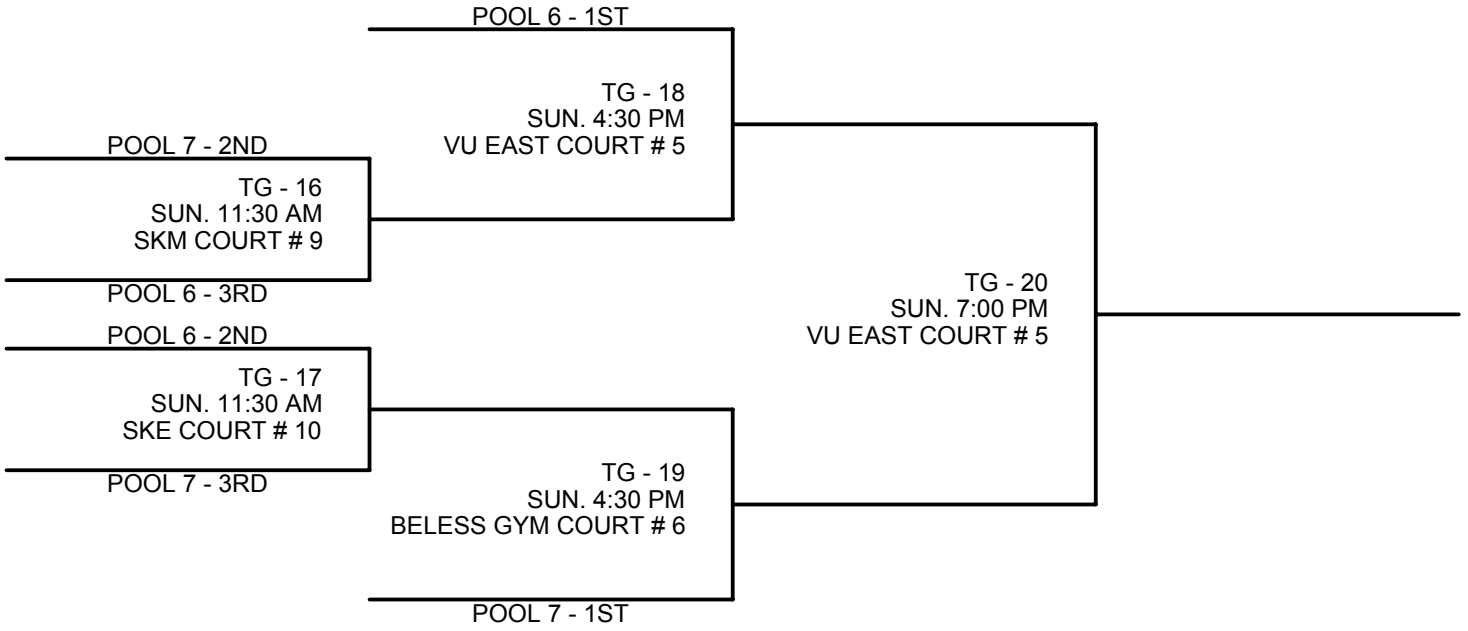 POOL 6 - 1ST
TG - 18
SUN. 4:30 PM
VU EAST COURT # 5
POOL 7 - 2ND
TG - 16
SUN. 11:30 AM
SKM COURT # 9
POOL 6 - 3RD
POOL 6 - 2ND
TG - 17
SUN. 11:30 AM
SKE COURT # 10
POOL 7 - 3RD
TG - 19
SUN. 4:30 PM
BELESS GYM COURT # 6
POOL 7 - 1ST
TG - 20
SUN. 7:00 PM
VU EAST COURT # 5